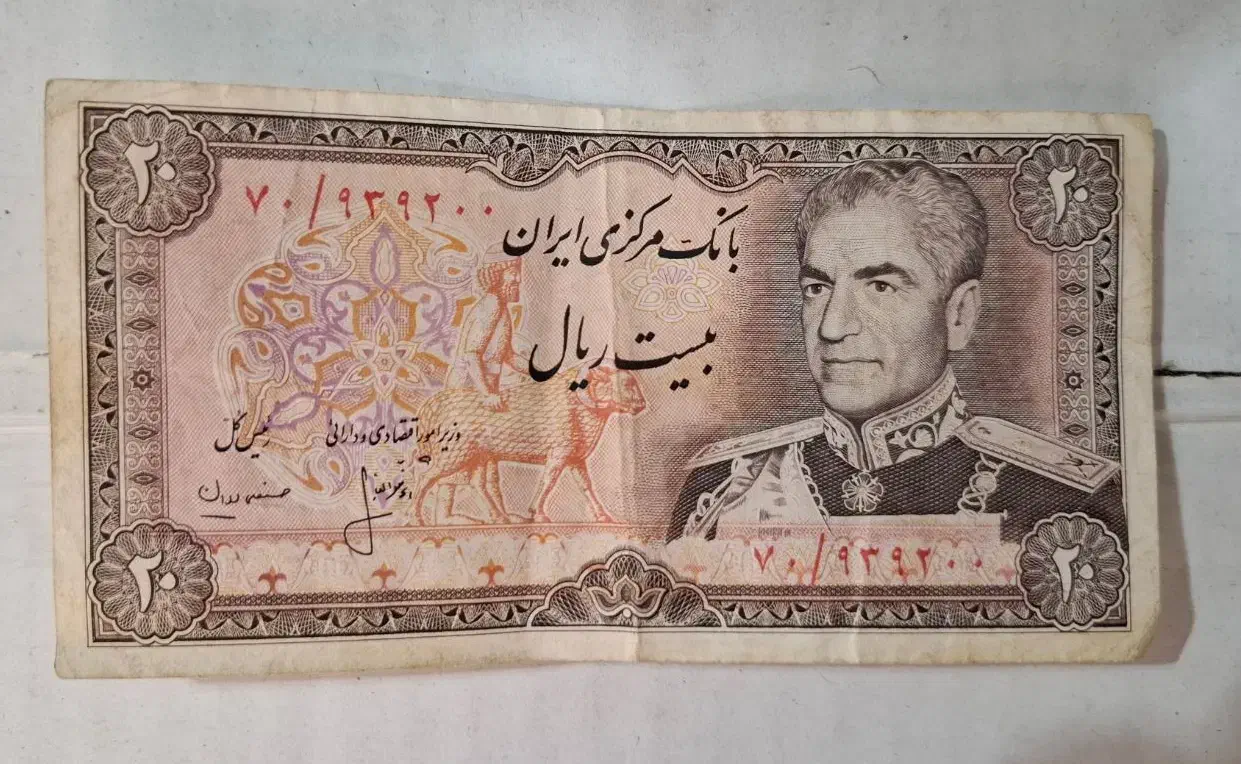 ۲۰
۲۰
۷۰/۹۳۹۲۰۰
بانک مرکزی ایران
بیست ریال
وزیر امور اقتصادی و دارائی
رئیس کل
۷۰/۹۳۹۲۰۰
۲۰
۲۰